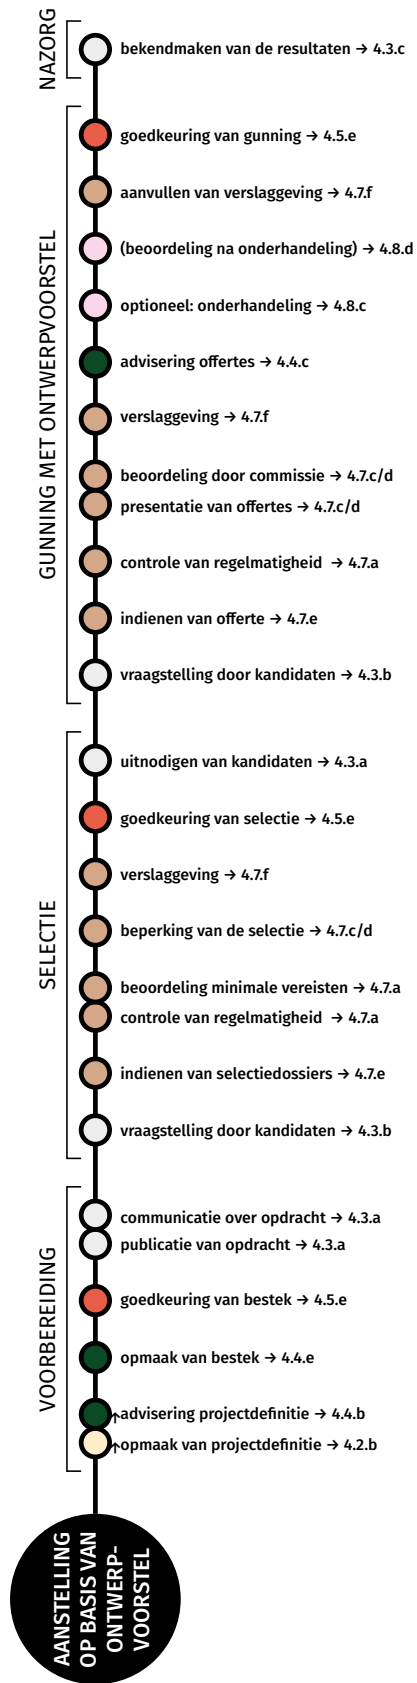 NAZORG
bekendmaken van de resultaten → 4.3.c
GUNNING MET ONTWERPVOORSTEL
goedkeuring van gunning → 4.5.e
aanvullen van verslaggeving → 4.7.f
(beoordeling na onderhandeling) → 4.8.d
optioneel: onderhandeling → 4.8.c
advisering offertes → 4.4.c
verslaggeving → 4.7.f
beoordeling door commissie → 4.7.c/d
presentatie van offertes → 4.7.c/d
controle van regelmatigheid → 4.7.a
indienen van offerte → 4.7.e
vraagstelling door kandidaten → 4.3.b
SELECTIE
uitnodigen van kandidaten → 4.3.a
goedkeuring van selectie → 4.5.e
verslaggeving → 4.7.f
beperking van de selectie → 4.7.c/d
beoordeling minimale vereisten → 4.7.a
controle van regelmatigheid → 4.7.a
indienen van selectiedossiers → 4.7.e
vraagstelling door kandidaten → 4.3.b
VOORBEREIDING
communicatie over opdracht → 4.3.a
publicatie van opdracht → 4.3.a
goedkeuring van bestek → 4.5.e
opmaak van bestek → 4.4.e
↑advisering projectdefinitie → 4.4.b
↑opmaak van projectdefinitie → 4.2.b
AANSTELLING
OP BASIS VAN
ONTWERP-
VOORSTEL